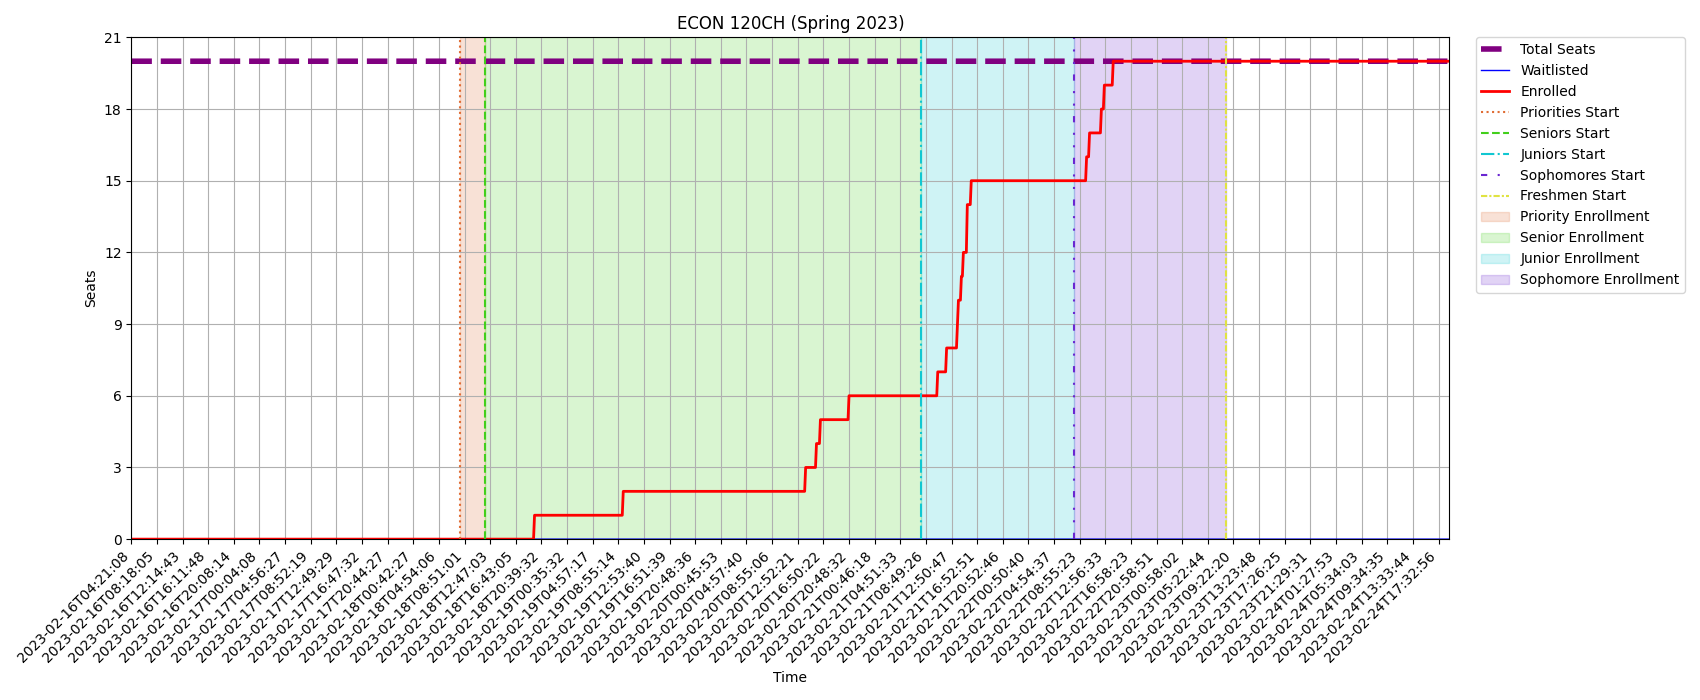 ECON 120CH (Spring 2023)
21
18
15
12
9
6
3
0
Seats
2023-02-16T04:21:08
2023-02-16T08:18:05
2023-02-16T12:14:43
2023-02-16T16:11:48
2023-02-16T20:08:14
2023-02-17T00:04:08
2023-02-17T04:56:27
2023-02-17T08:52:19
2023-02-17T12:49:29
2023-02-17T16:47:32
2023-02-17T20:44:27
2023-02-18T00:42:27
2023-02-18T04:54:06
2023-02-18T08:51:01
2023-02-18T12:47:03
2023-02-18T16:43:05
2023-02-18T20:39:32
2023-02-19T00:35:32
2023-02-19T04:57:17
2023-02-19T08:55:14
2023-02-19T12:53:40
2023-02-19T16:51:39
2023-02-19T20:48:36
2023-02-20T00:45:53
2023-02-20T04:57:40
2023-02-20T08:55:06
2023-02-20T12:52:21
2023-02-20T16:50:22
2023-02-20T20:48:32
2023-02-21T00:46:18
2023-02-21T04:51:33
2023-02-21T08:49:26
2023-02-21T12:50:47
2023-02-21T16:52:51
2023-02-21T20:52:46
2023-02-22T00:50:40
2023-02-22T04:54:37
2023-02-22T08:55:23
2023-02-22T12:56:33
2023-02-22T16:58:23
2023-02-22T20:58:51
2023-02-23T00:58:02
2023-02-23T05:22:44
2023-02-23T09:22:20
2023-02-23T13:23:48
2023-02-23T17:26:25
2023-02-23T21:29:31
2023-02-24T01:27:53
2023-02-24T05:34:03
2023-02-24T09:34:35
2023-02-24T13:33:44
2023-02-24T17:32:56
Time
Total Seats
Waitlisted
Enrolled
Priorities Start
Seniors Start
Juniors Start
Sophomores Start
Freshmen Start
Priority Enrollment
Senior Enrollment
Junior Enrollment
Sophomore Enrollment